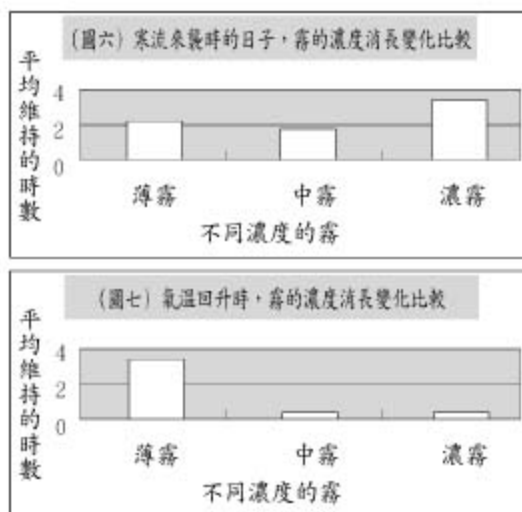 (圖六)寒流來襲時的日子，霧的濃度消長變化比較
平均維持的時數
4
2
0
薄霧 中霧 濃霧
不同濃度的霧
(圖七)氣溫回升時，霧的濃度消長變化比較
平均維持的時數
4
2
0
薄霧 中霧 濃霧
不同濃度的霧